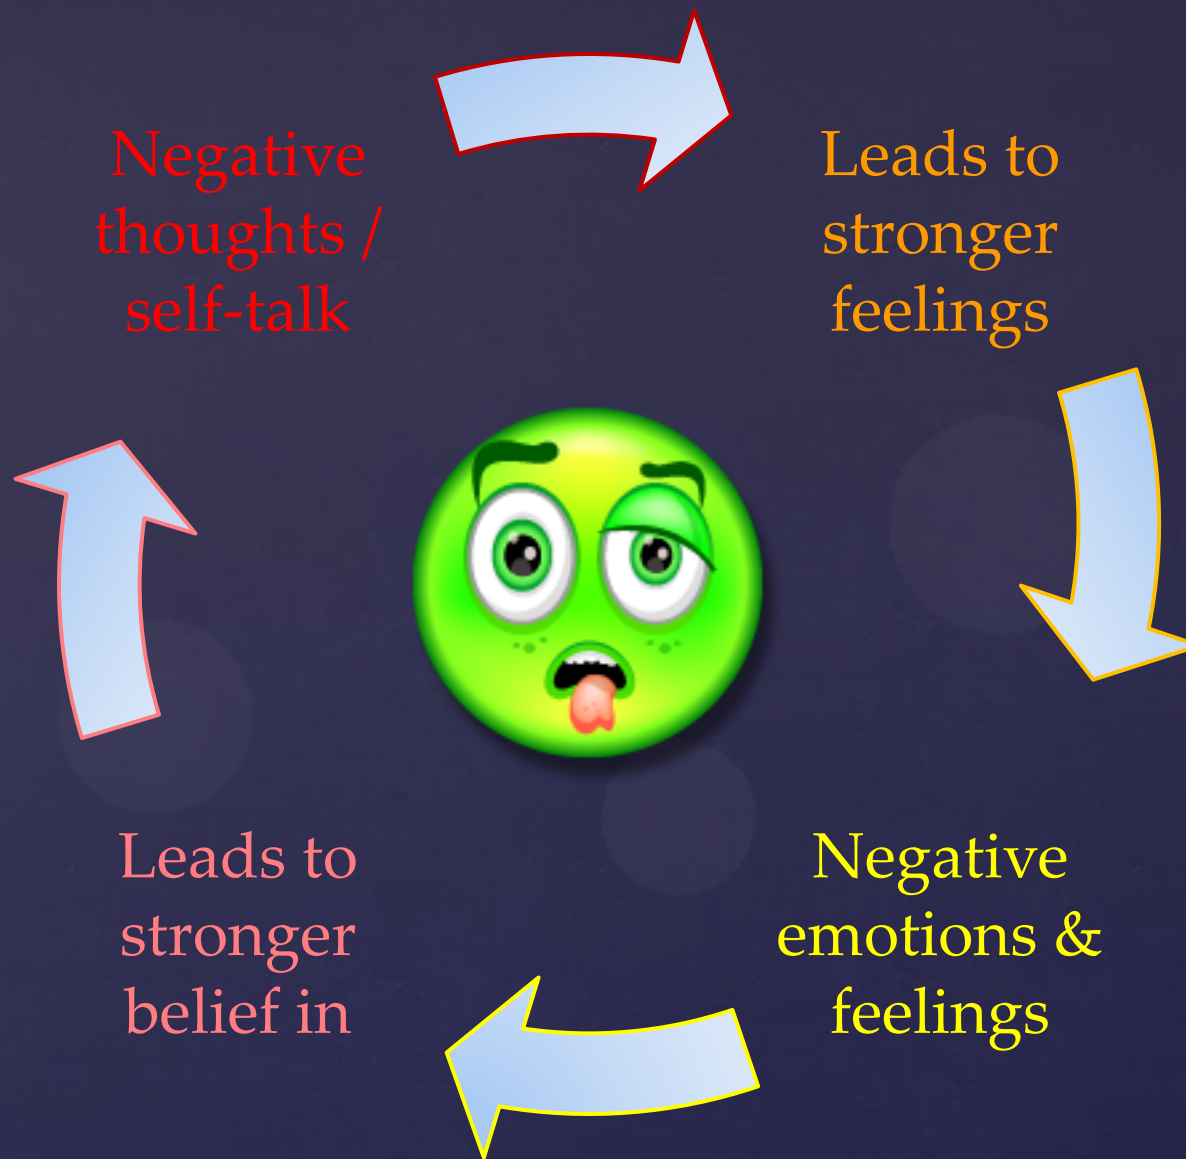 Negative
thoughts /
self-talk
Leads to
stronger
feelings
Negative
emotions &
feelings
Leads to
stronger
belief in